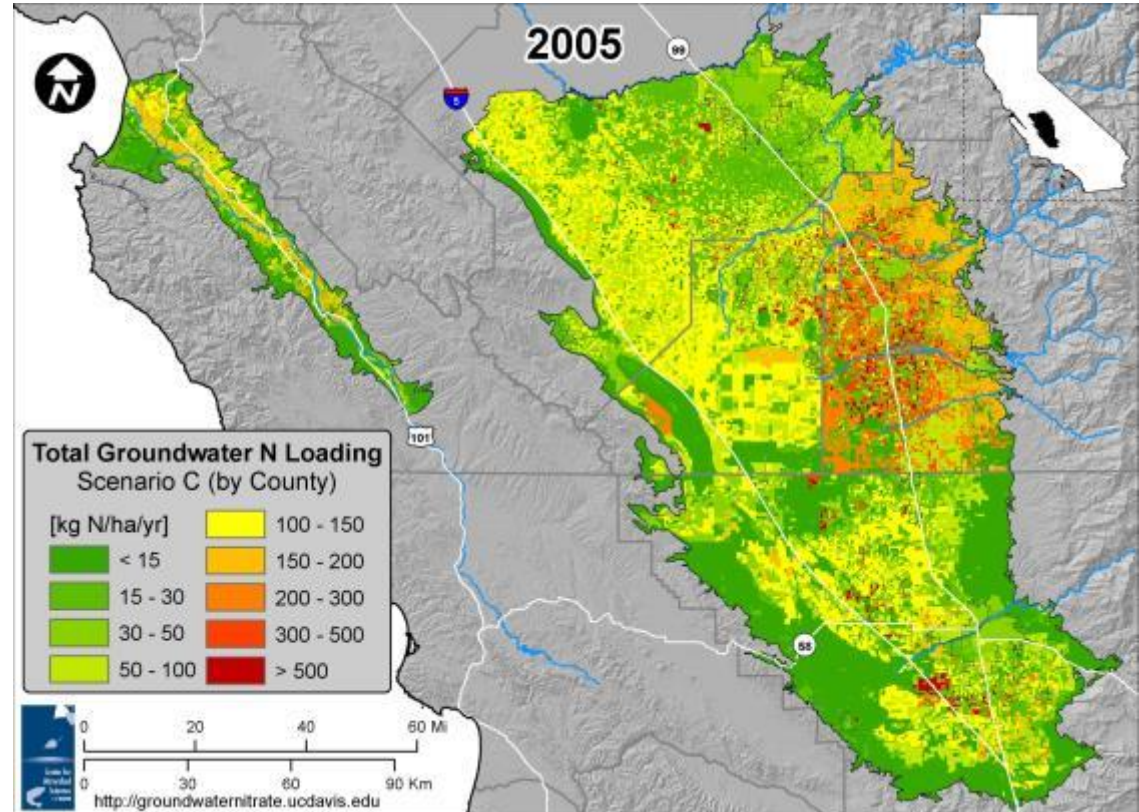 2005
N
5
99
101
58
Total Groundwater N Loading
Scenario C (by County)
[kg N/ha/yr]
< 15
15 - 30
30 - 50
50 - 100
100 - 150
150 - 200
200 - 300
300 - 500
> 500
0 20 40 60 Mi
0 30 60 90 Km
http://groundwaternitrate.ucdavis.edu